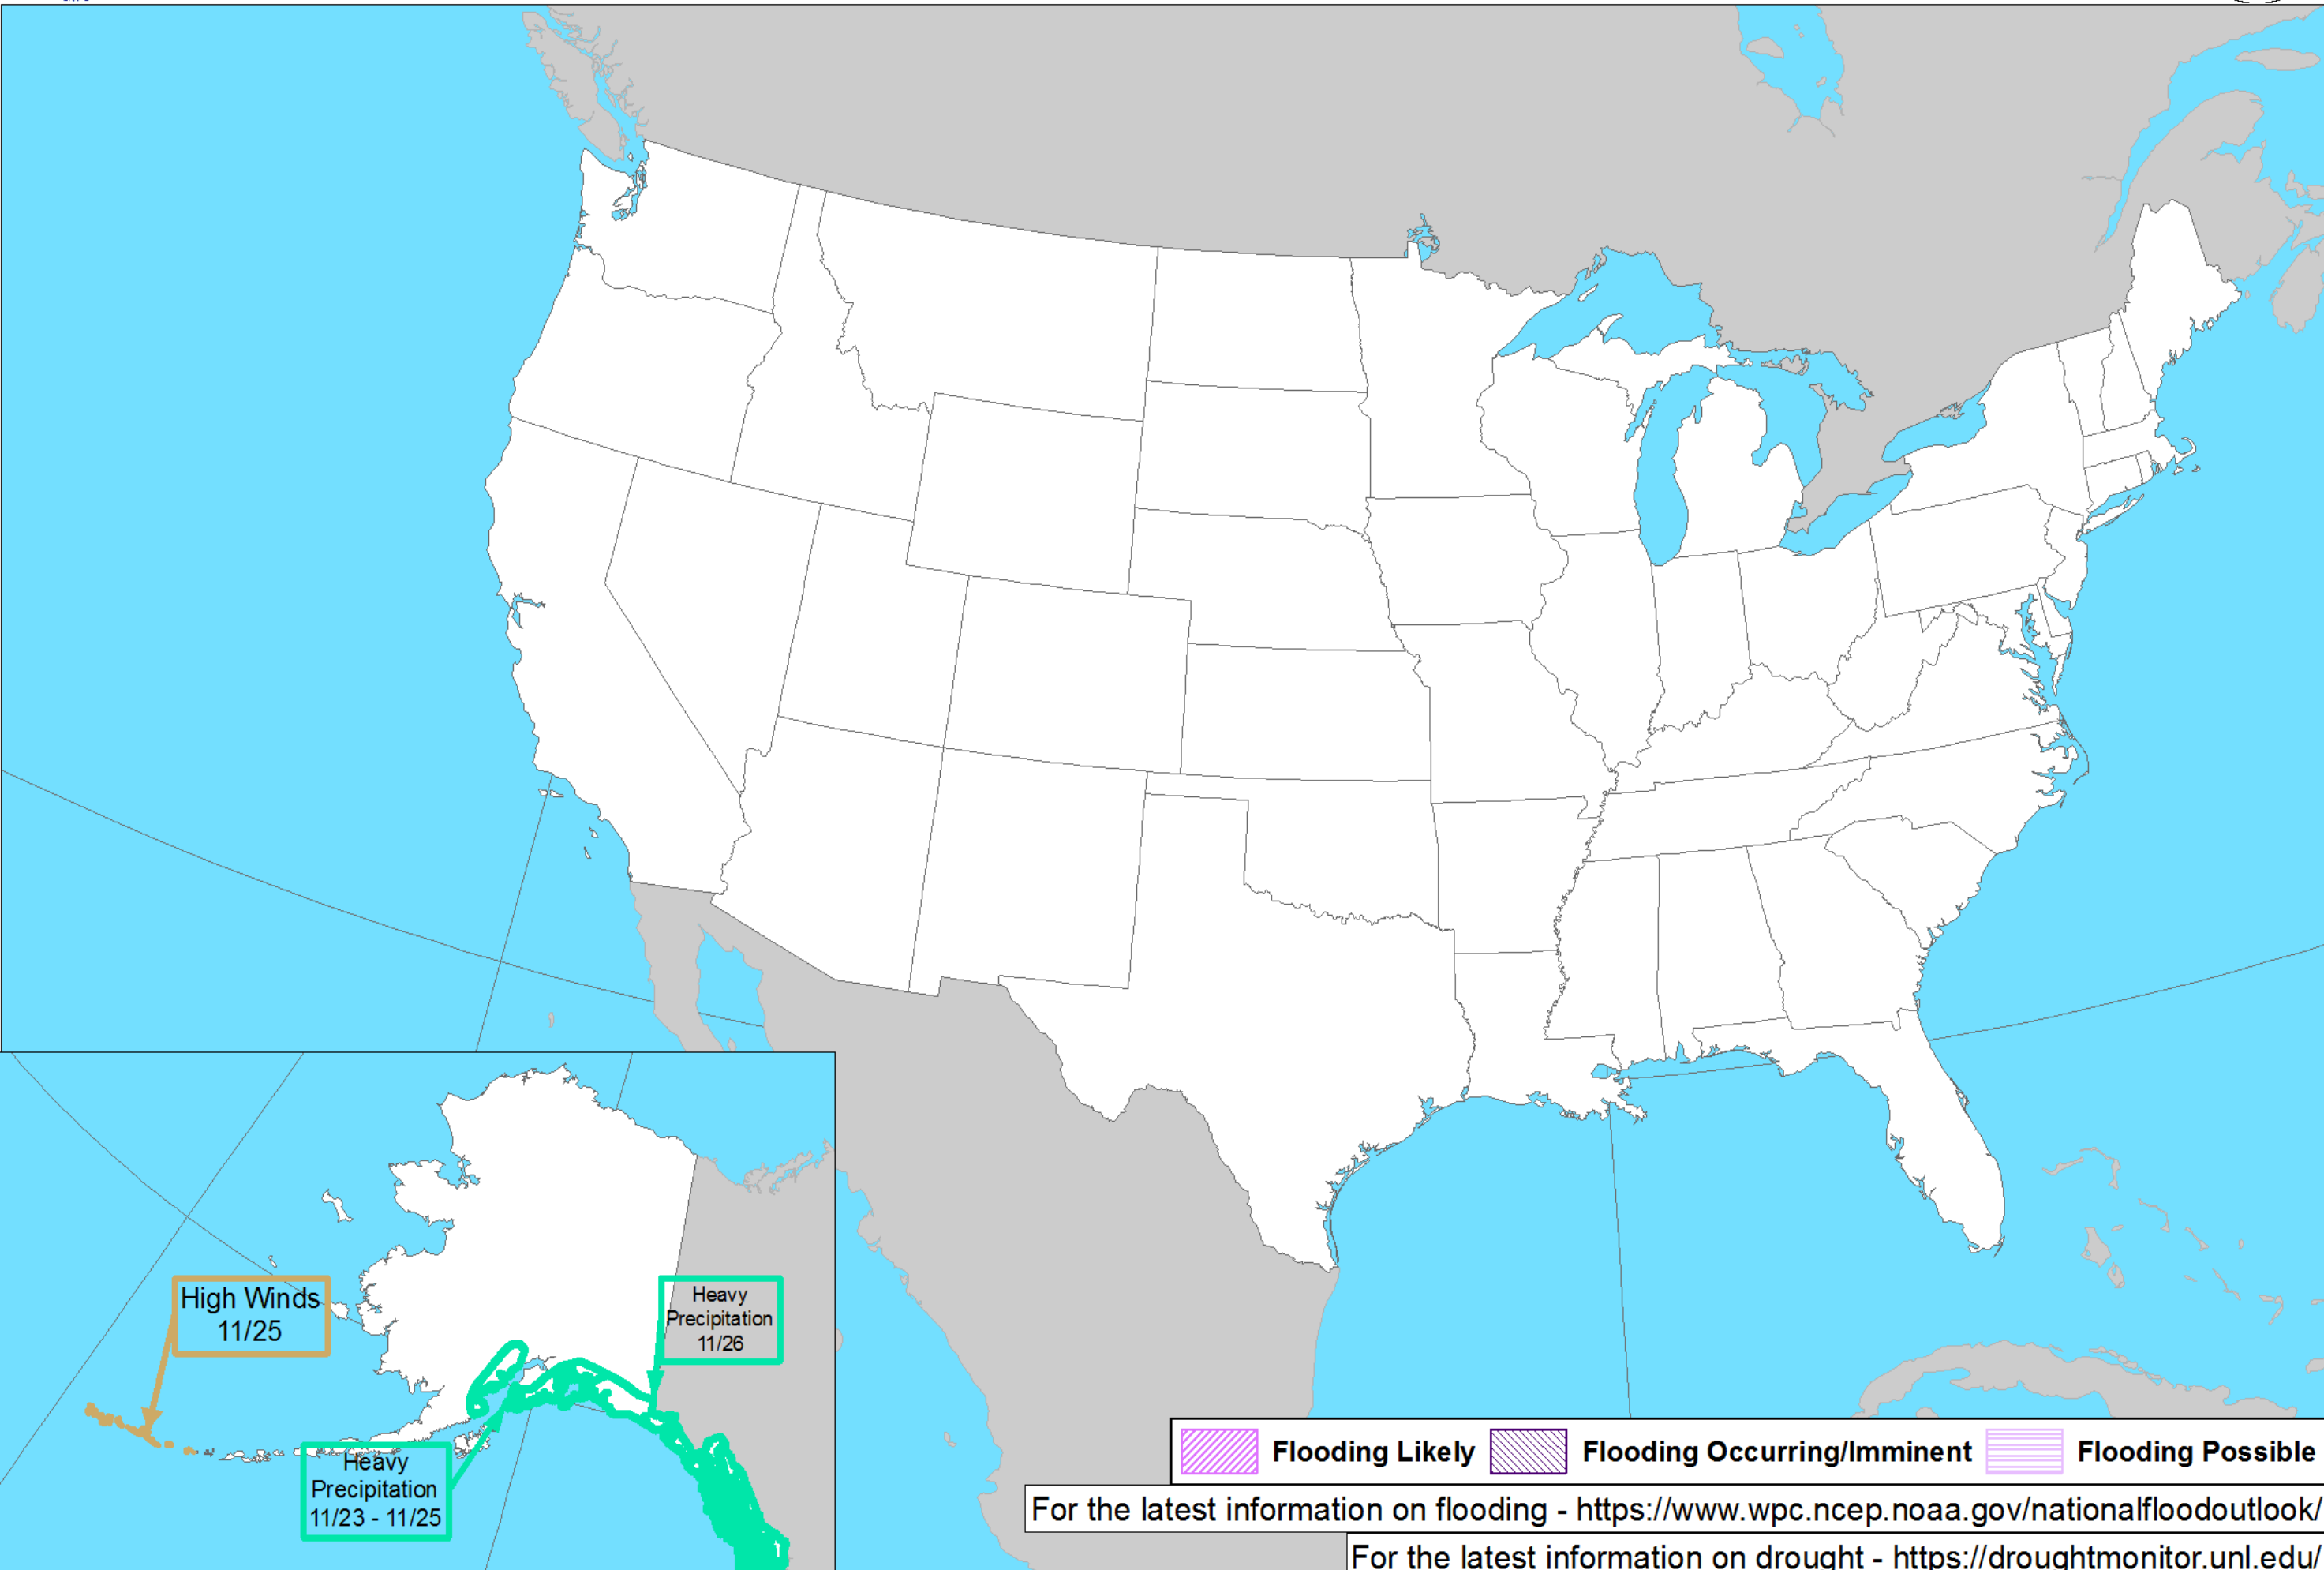 High Winds
11/25
Heavy
Precipitation
11/26
Heavy
Precipitation
11/23 - 11/25
Flooding Likely
Flooding Occurring/Imminent
Flooding Possible
For the latest information on flooding - https://www.wpc.ncep.noaa.gov/nationalfloodoutlook/
For the latest information on drought - https://droughtmonitor.unl.edu/